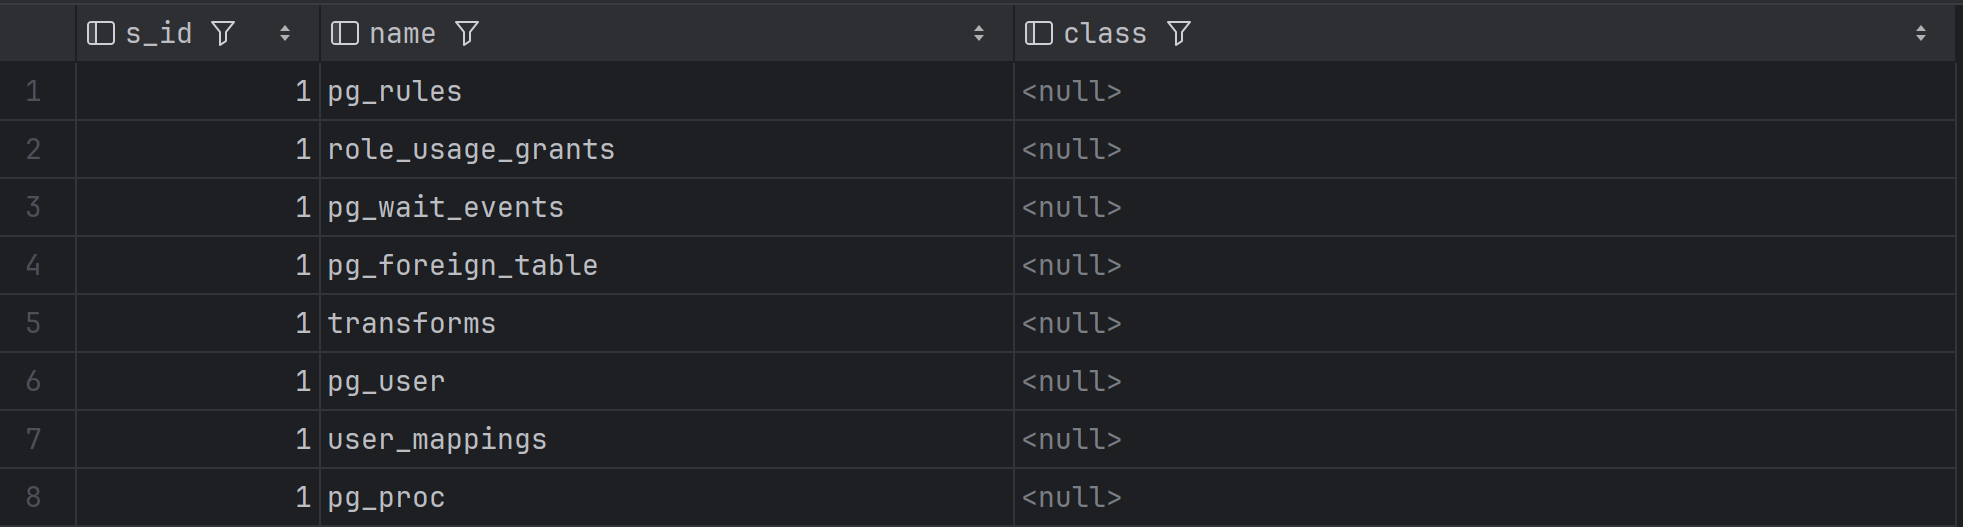 s_id name class
1 1 pg_rules <null>
2 1 role_usage_grants <null>
3 1 pg_wait_events <null>
4 1 pg_foreign_table <null>
5 1 transforms <null>
6 1 pg_user <null>
7 1 user_mappings <null>
8 1 pg_proc <null>